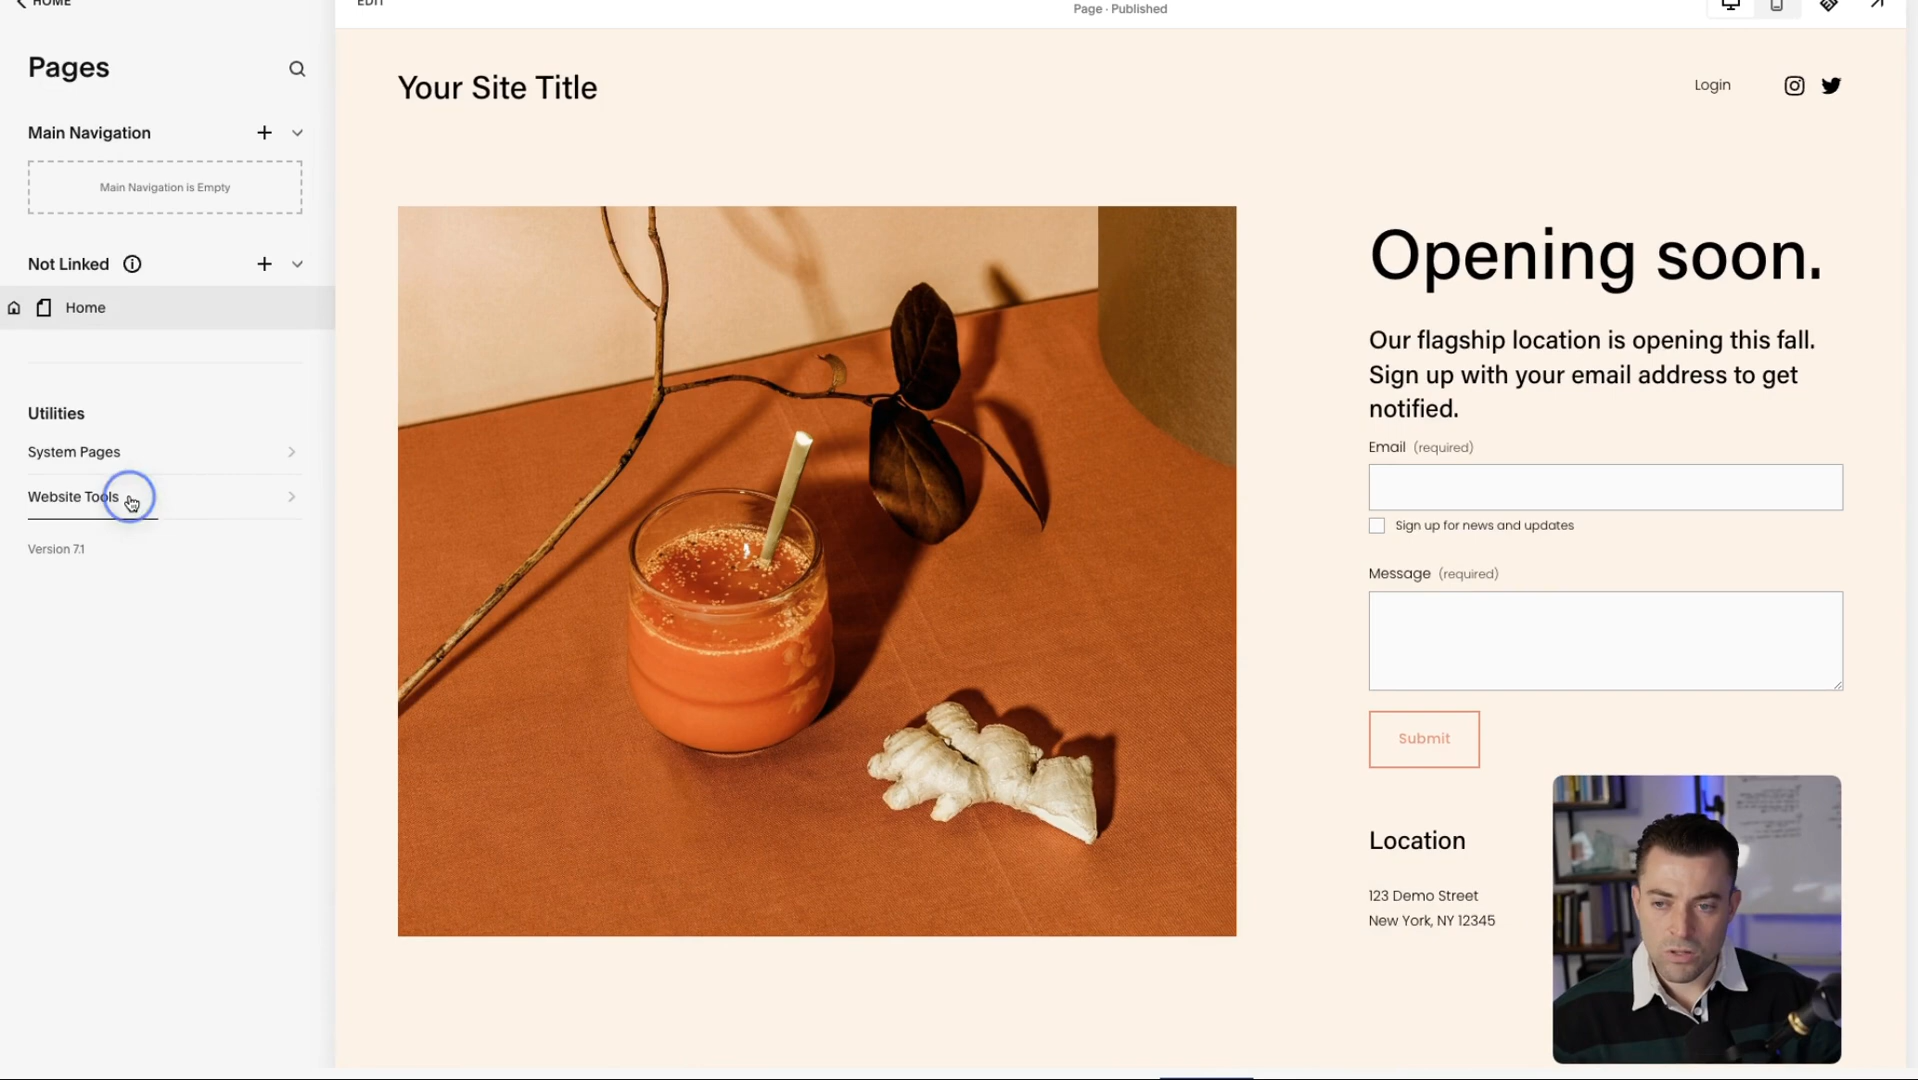 HOME
EDIT
Page · Published
Pages
Main Navigation
Main Navigation is Empty
Not Linked
Home
Utilities
System Pages
Website Tools
Version 7.1
Your Site Title
Login
Opening soon.
Our flagship location is opening this fall.
Sign up with your email address to get
notified.
Email (required)
Sign up for news and updates
Message (required)
Submit
Location
123 Demo Street
New York, NY 12345